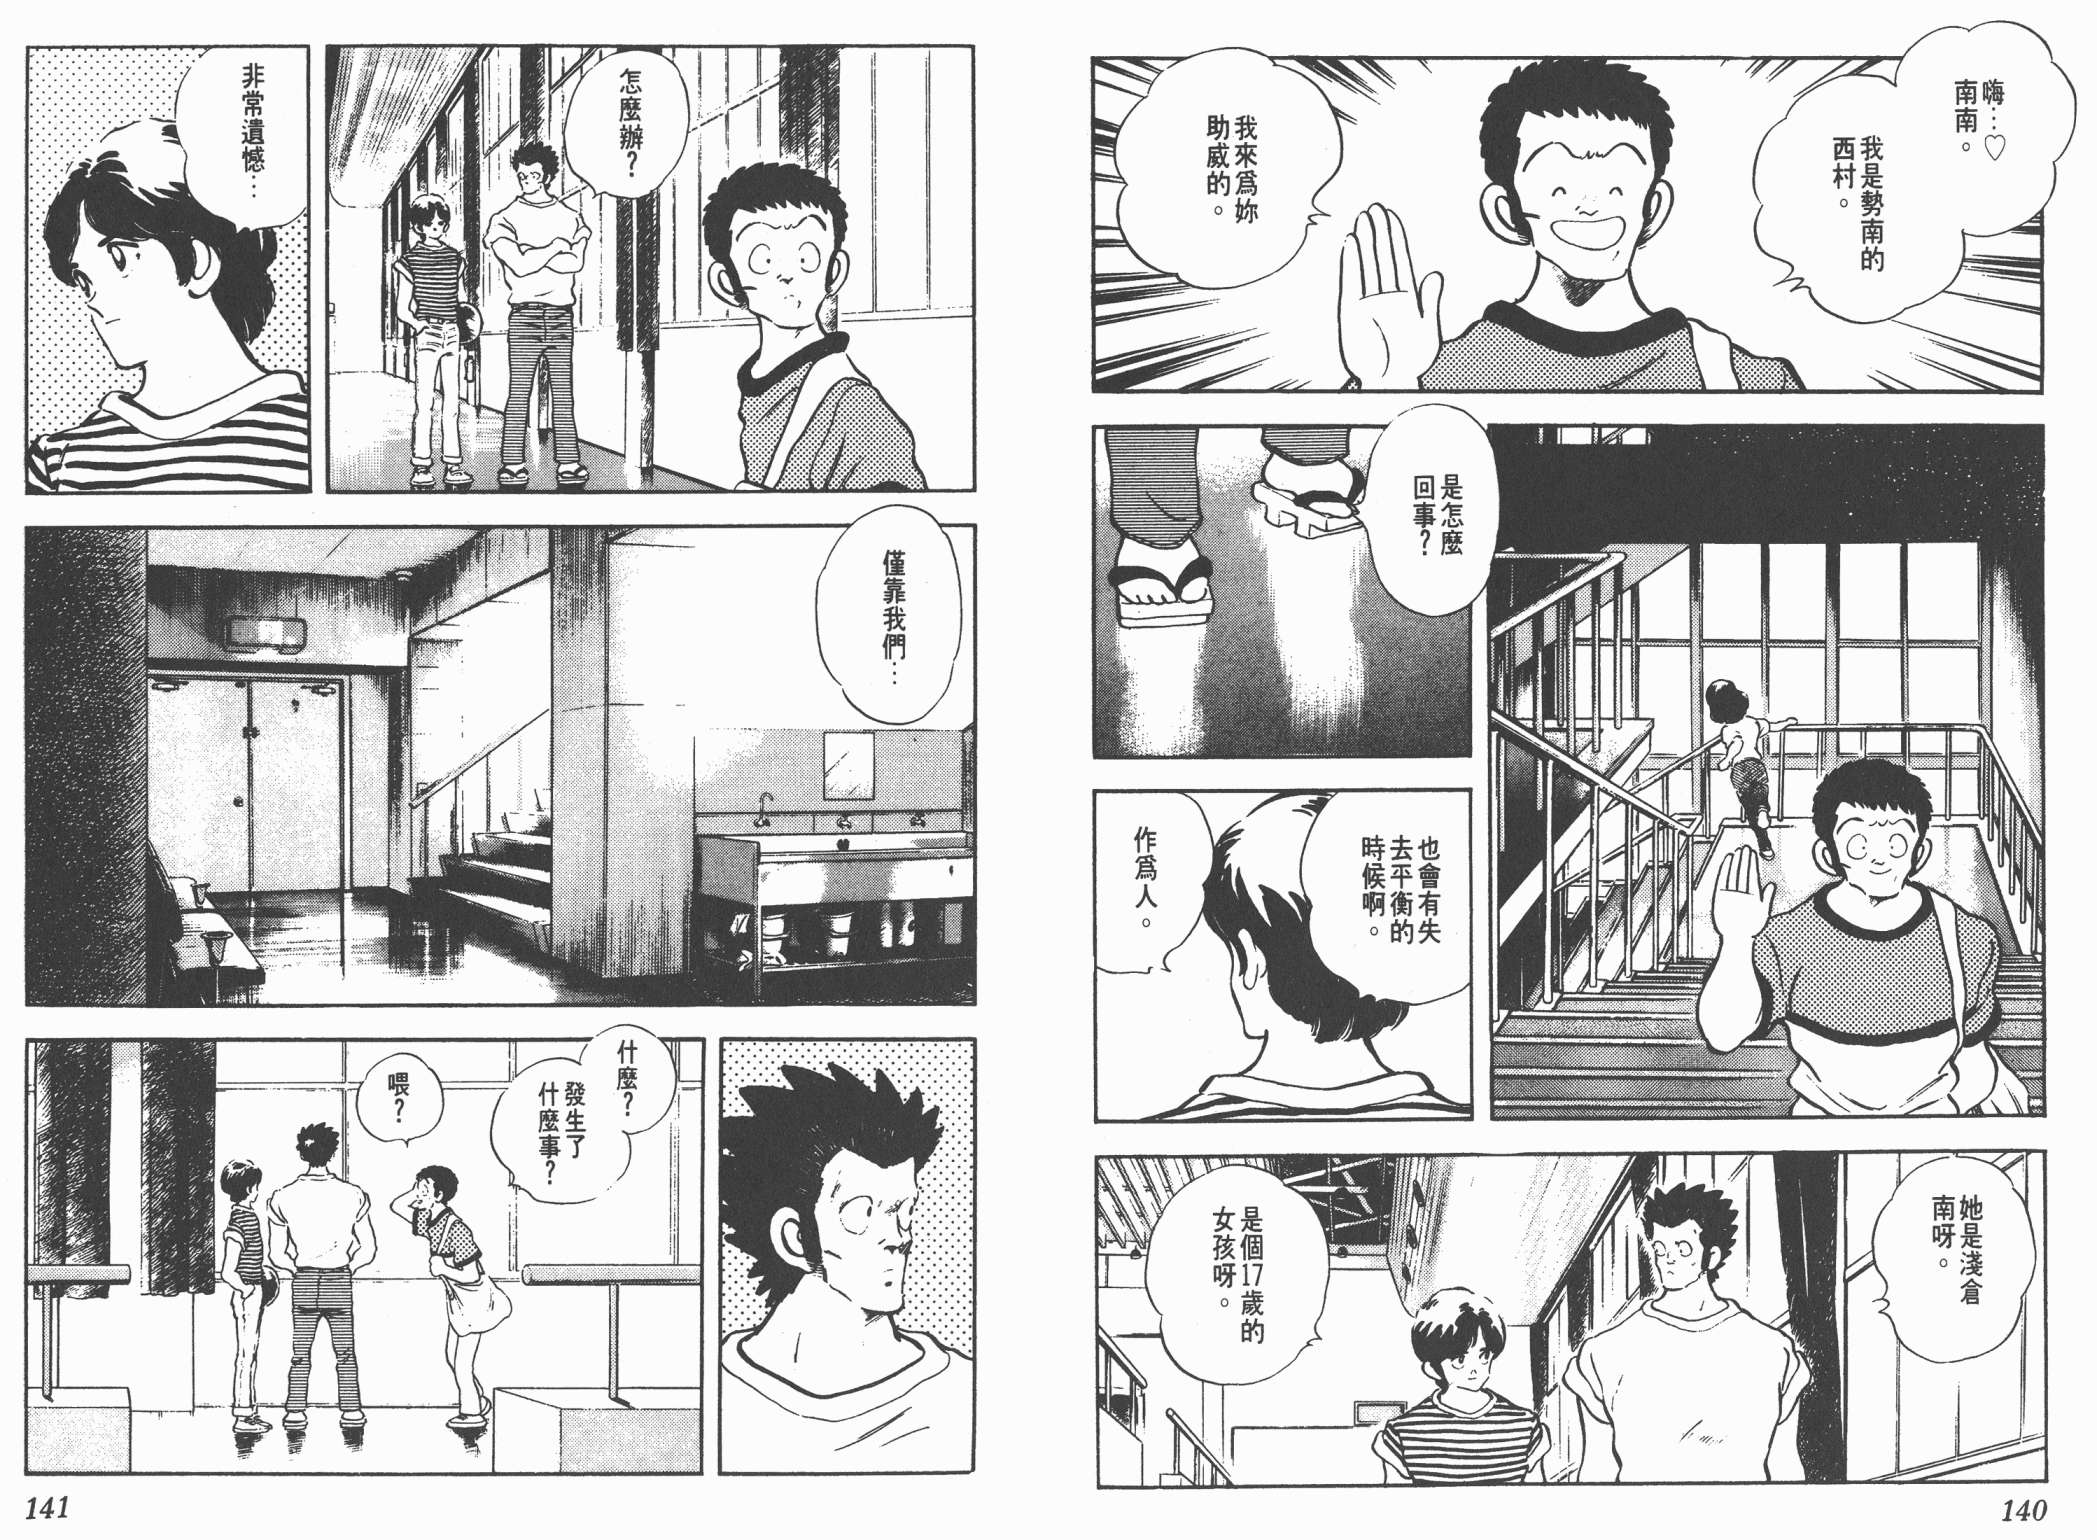 嗨…♡
南南。
我是勢南的
西村。
我來爲妳
助威的。
是怎麼
回事？
也會有失
去平衡的
時候啊。
作爲人。
她是淺倉
南呀。
是個17歲的
女孩呀。
140
怎麼辦？
非常遺憾…
僅靠我們…
什麼？
發生了
什麼事？
喂？
141